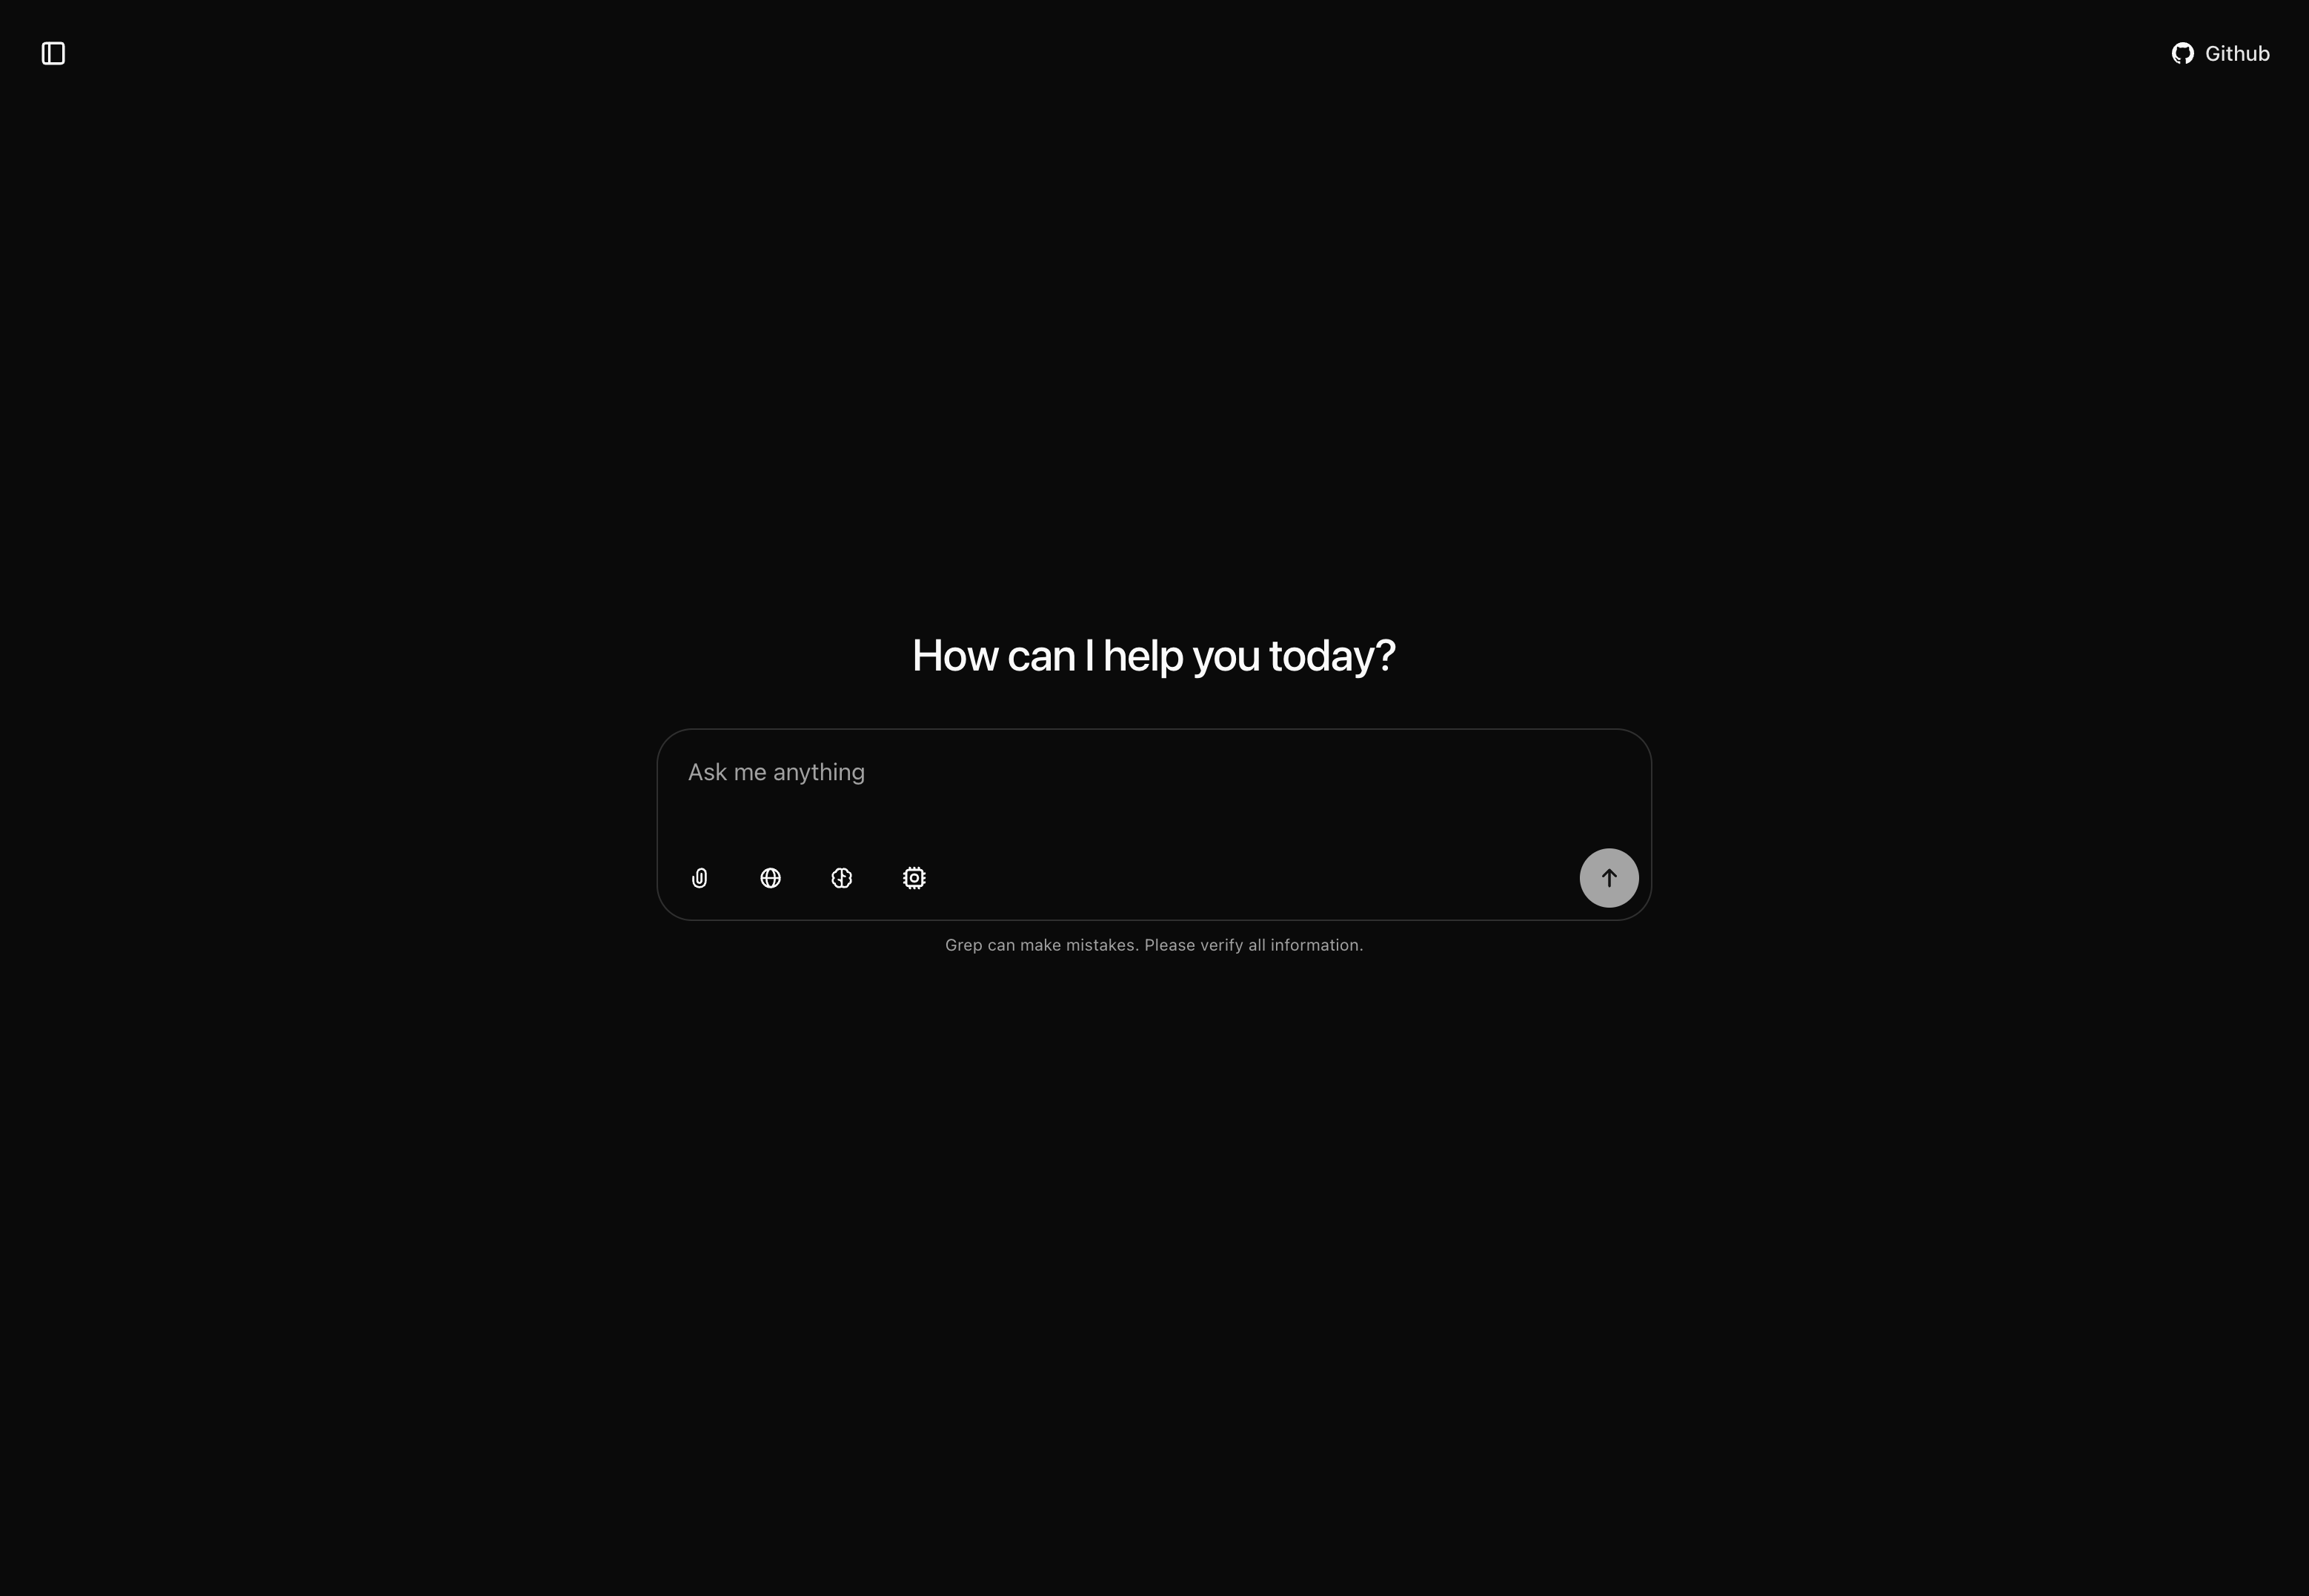 Github
How can I help you today?
Ask me anything
Grep can make mistakes. Please verify all information.